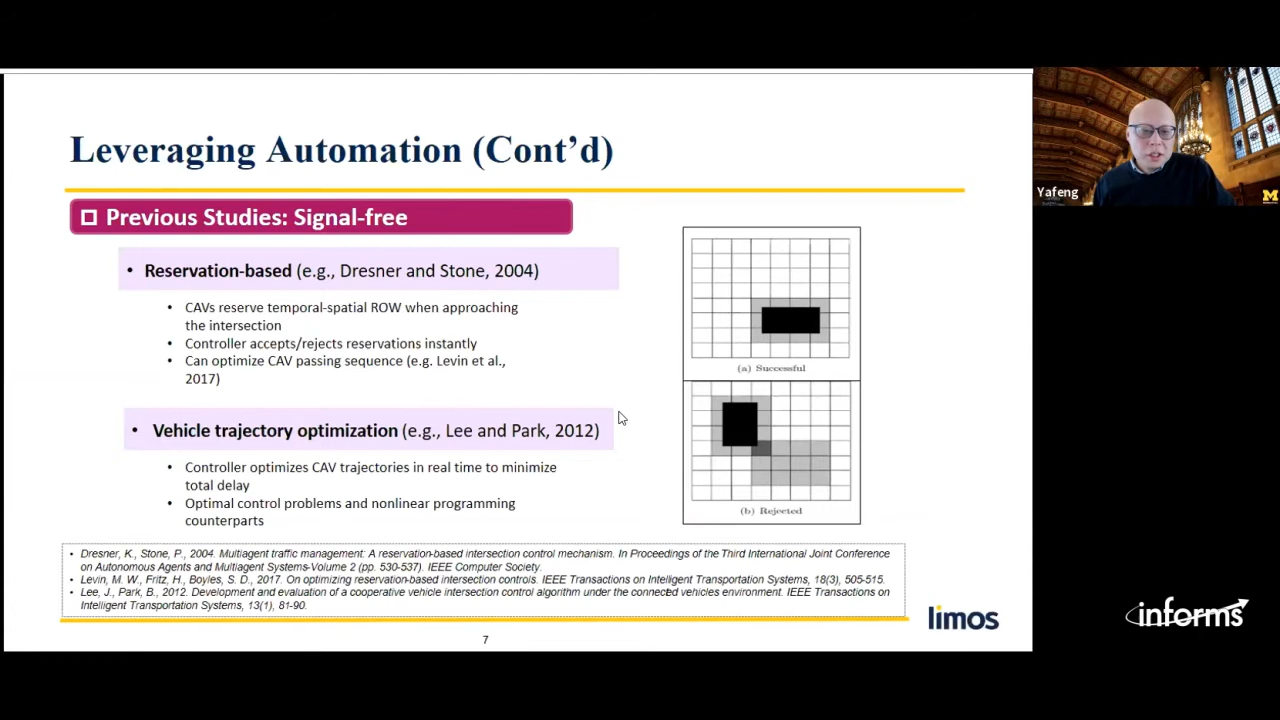 Leveraging Automation (Cont'd)
Previous Studies: Signal-free
• Reservation-based (e.g., Dresner and Stone, 2004)
• CAVs reserve temporal-spatial ROW when approaching
the intersection
• Controller accepts/rejects reservations instantly
• Can optimize CAV passing sequence (e.g. Levin et al.,
2017)
• Vehicle trajectory optimization (e.g., Lee and Park, 2012)
• Controller optimizes CAV trajectories in real time to minimize
total delay
• Optimal control problems and nonlinear programming
counterparts
(a) Successful
(b) Rejected
• Dresner, K., Stone, P., 2004. Multiagent traffic management: A reservation-based intersection control mechanism. In Proceedings of the Third International Joint Conference
on Autonomous Agents and Multiagent Systems-Volume 2 (pp. 530-537). IEEE Computer Society.
• Levin, M. W., Fritz, H., Boyles, S. D., 2017. On optimizing reservation-based intersection controls. IEEE Transactions on Intelligent Transportation Systems, 18(3), 505-515.
• Lee, J., Park, B., 2012. Development and evaluation of a cooperative vehicle intersection control algorithm under the connected vehicles environment. IEEE Transactions on
Intelligent Transportation Systems, 13(1), 81-90.
limos
7
Yafeng
M
informs